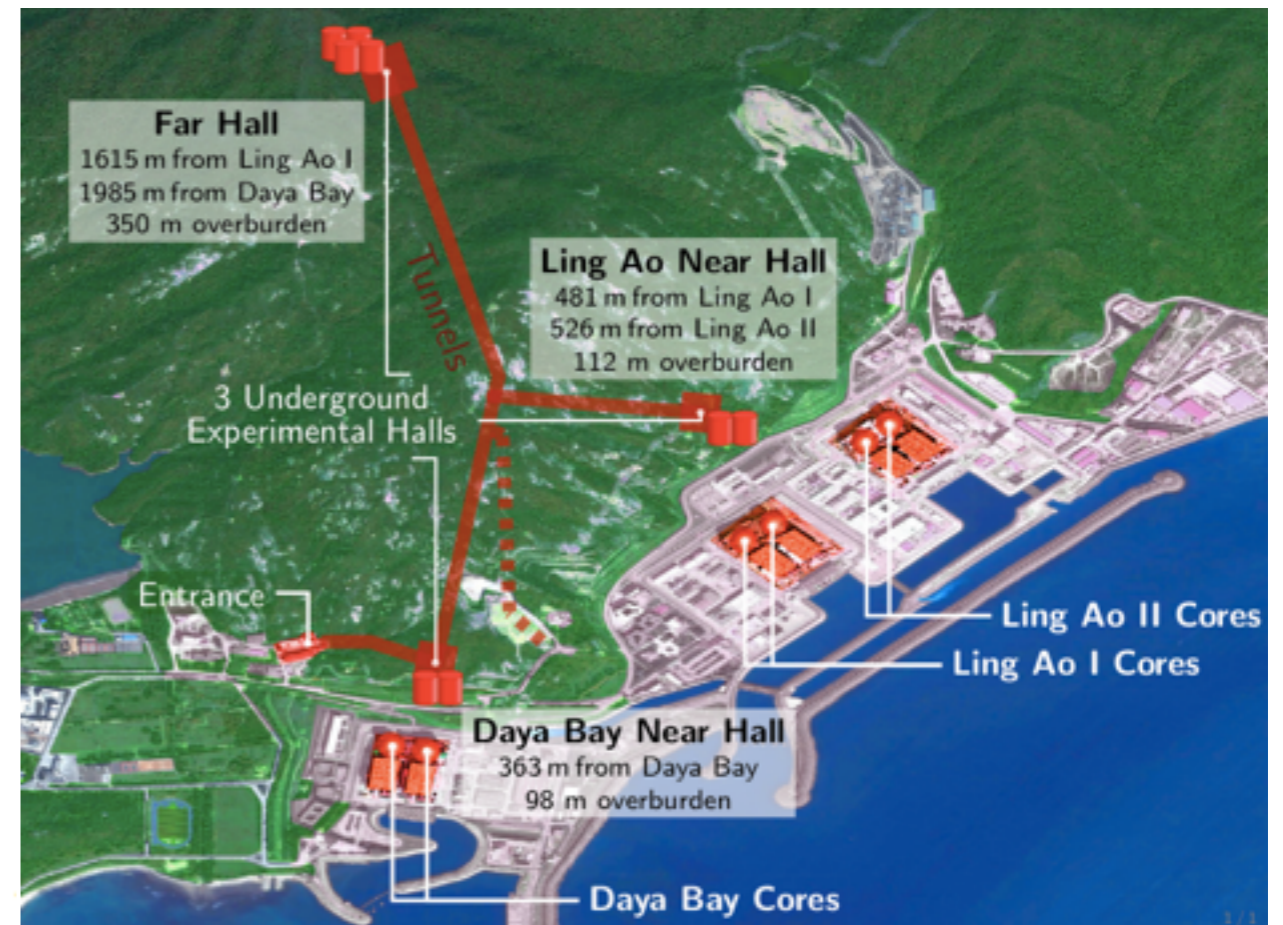 Far Hall
1615 m from Ling Ao I
1985 m from Daya Bay
350 m overburden
Tunnels
Ling Ao Near Hall
481 m from Ling Ao I
526 m from Ling Ao II
112 m overburden
3 Underground
Experimental Halls
Entrance
Ling Ao II Cores
Ling Ao I Cores
Daya Bay Near Hall
363 m from Daya Bay
98 m overburden
Daya Bay Cores
1 / 1